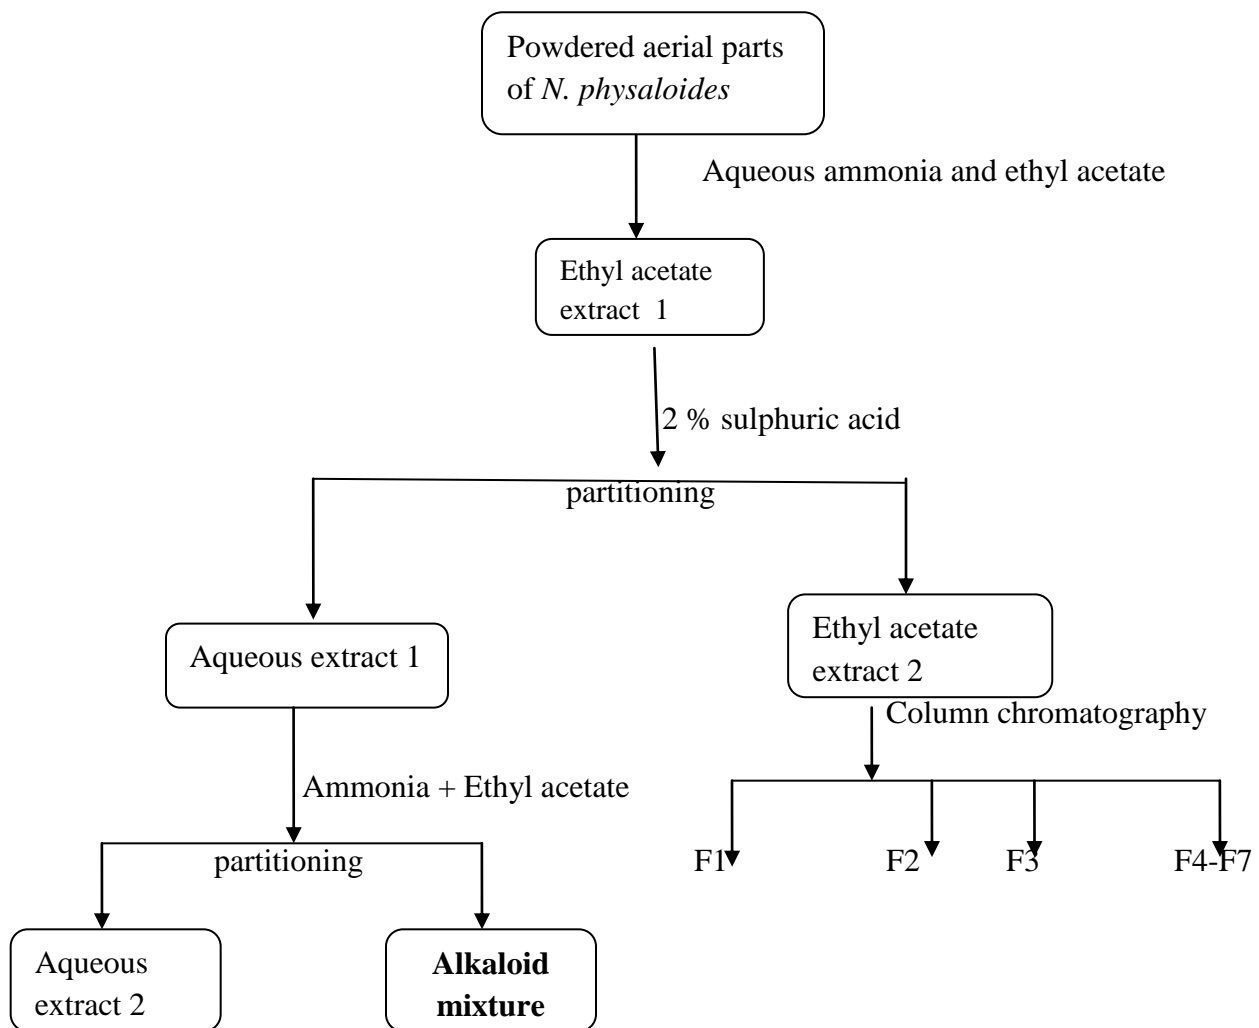 Powdered aerial parts
of N. physaloides
Aqueous ammonia and ethyl acetate
Ethyl acetate
extract 1
2 % sulphuric acid
partitioning
Aqueous extract 1
Ethyl acetate
extract 2
Column chromatography
Ammonia + Ethyl acetate
partitioning
F1
F2
F3
F4-F7
Aqueous
extract 2
Alkaloid
mixture